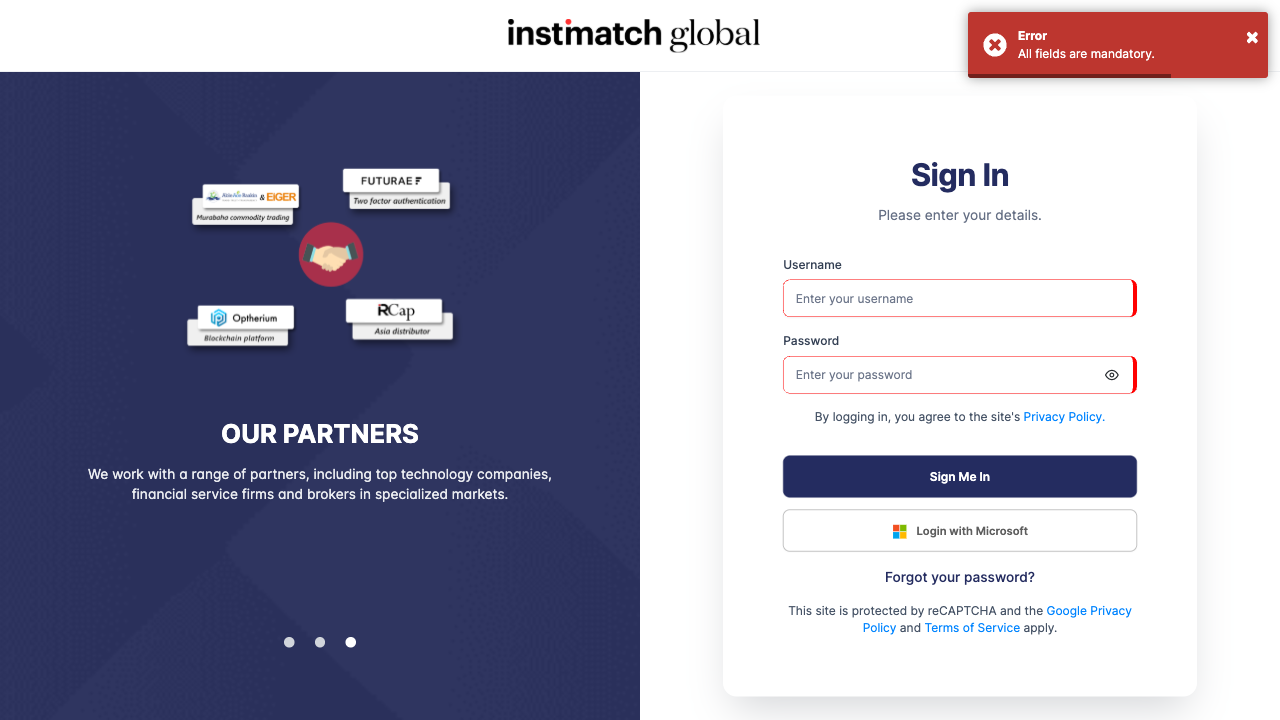 instimatch global
Error
All fields are mandatory.
& EIGER
Murabaha commodity trading
FUTURAE
Two factor authentication
Optherium
Blockchain platform
RCap
Asia distributor
OUR PARTNERS
We work with a range of partners, including top technology companies,
financial service firms and brokers in specialized markets.
Sign In
Please enter your details.
Username
Enter your username
Password
Enter your password
By logging in, you agree to the site's Privacy Policy.
Sign Me In
Login with Microsoft
Forgot your password?
This site is protected by reCAPTCHA and the Google Privacy
Policy and Terms of Service apply.